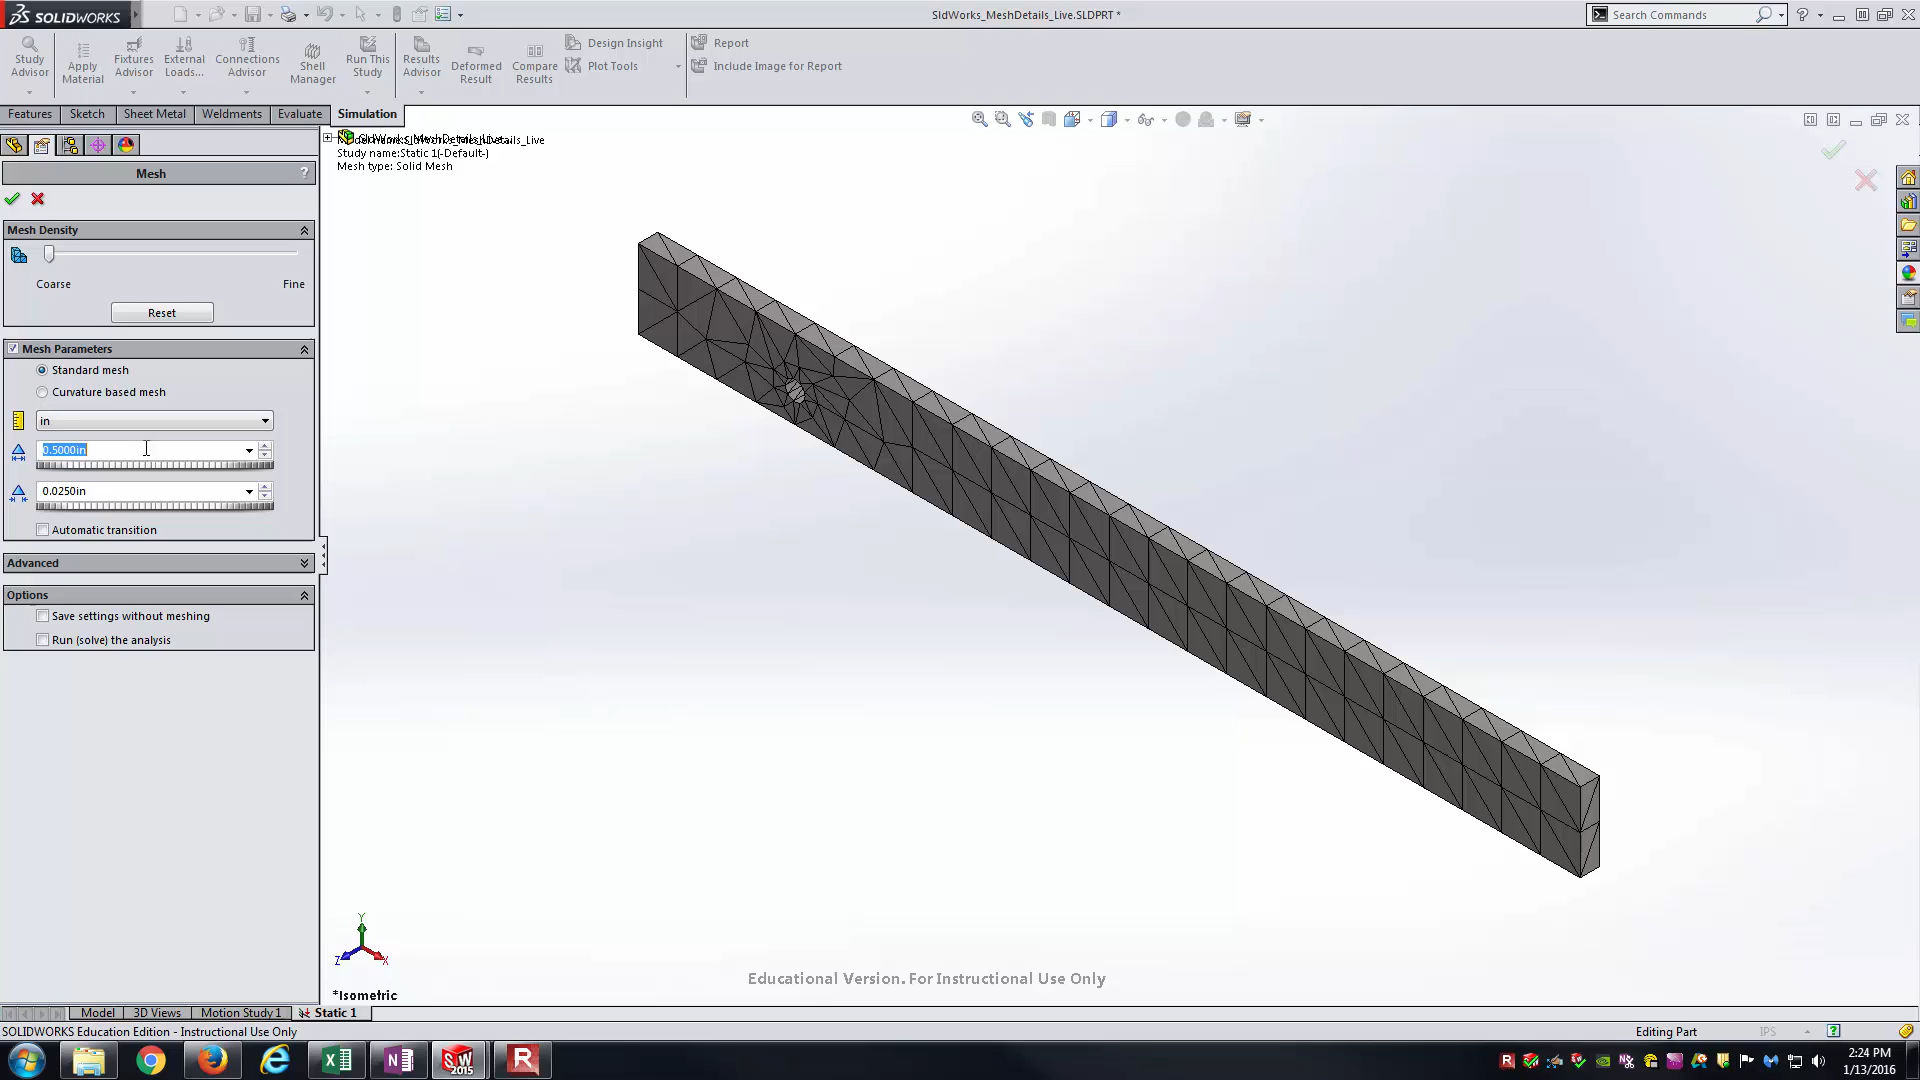 SOLIDWORKS
SldWorks_MeshDetails_Live.SLDPRT *
Search Commands
Study Advisor
Apply Material
Fixtures Advisor
External Loads...
Connections Advisor
Shell Manager
Run This Study
Results Advisor
Deformed Result
Compare Results
Design Insight
Plot Tools
Report
Include Image for Report
Features
Sketch
Sheet Metal
Weldments
Evaluate
Simulation
Study name:Static 1(-Default-)
Mesh type: Solid Mesh
Mesh
?
Mesh Density
Coarse
Fine
Reset
Mesh Parameters
Standard mesh
Curvature based mesh
in
0.5000in
0.0250in
Automatic transition
Advanced
Options
Save settings without meshing
Run (solve) the analysis
Y
Z
X
*Isometric
Educational Version. For Instructional Use Only
Model
3D Views
Motion Study 1
Static 1
SOLIDWORKS Education Edition - Instructional Use Only
Editing Part
IPS
2:24 PM
1/13/2016